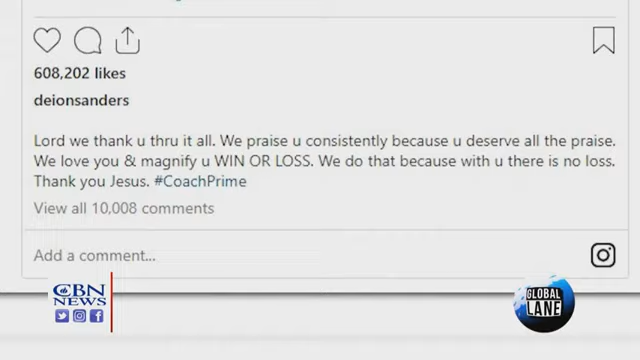 608,202 likes
deionsanders
Lord we thank u thru it all. We praise u consistently because u deserve all the praise.
We love you & magnify u WIN OR LOSS. We do that because with u there is no loss.
Thank you Jesus. #CoachPrime
View all 10,008 comments
Add a comment...
CBN
NEWS
GLOBAL
LANE